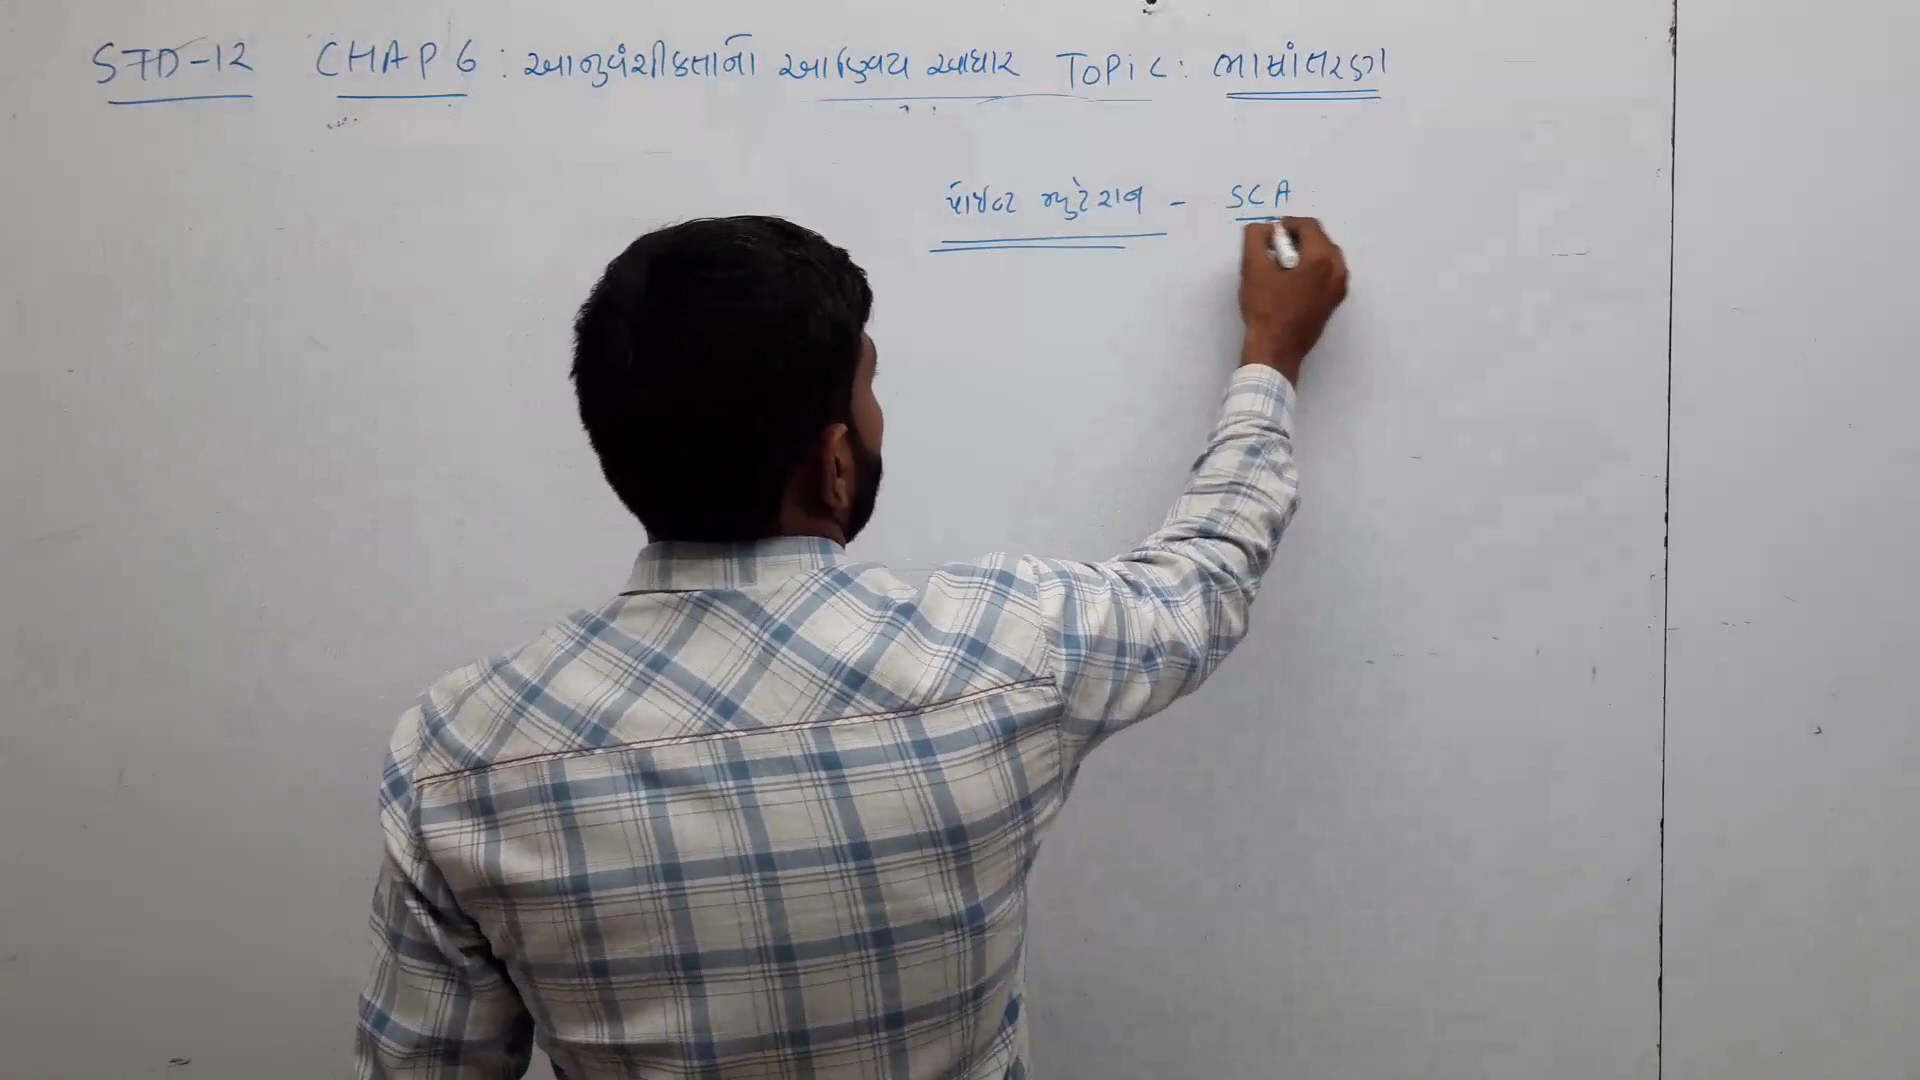 STD-12 CHAP 6 : આનુવંશીકતાનો આણ્વિય આધાર TOPIC : ભાષાંતરણ
પોઈન્ટ મ્યુટેશન - SCA